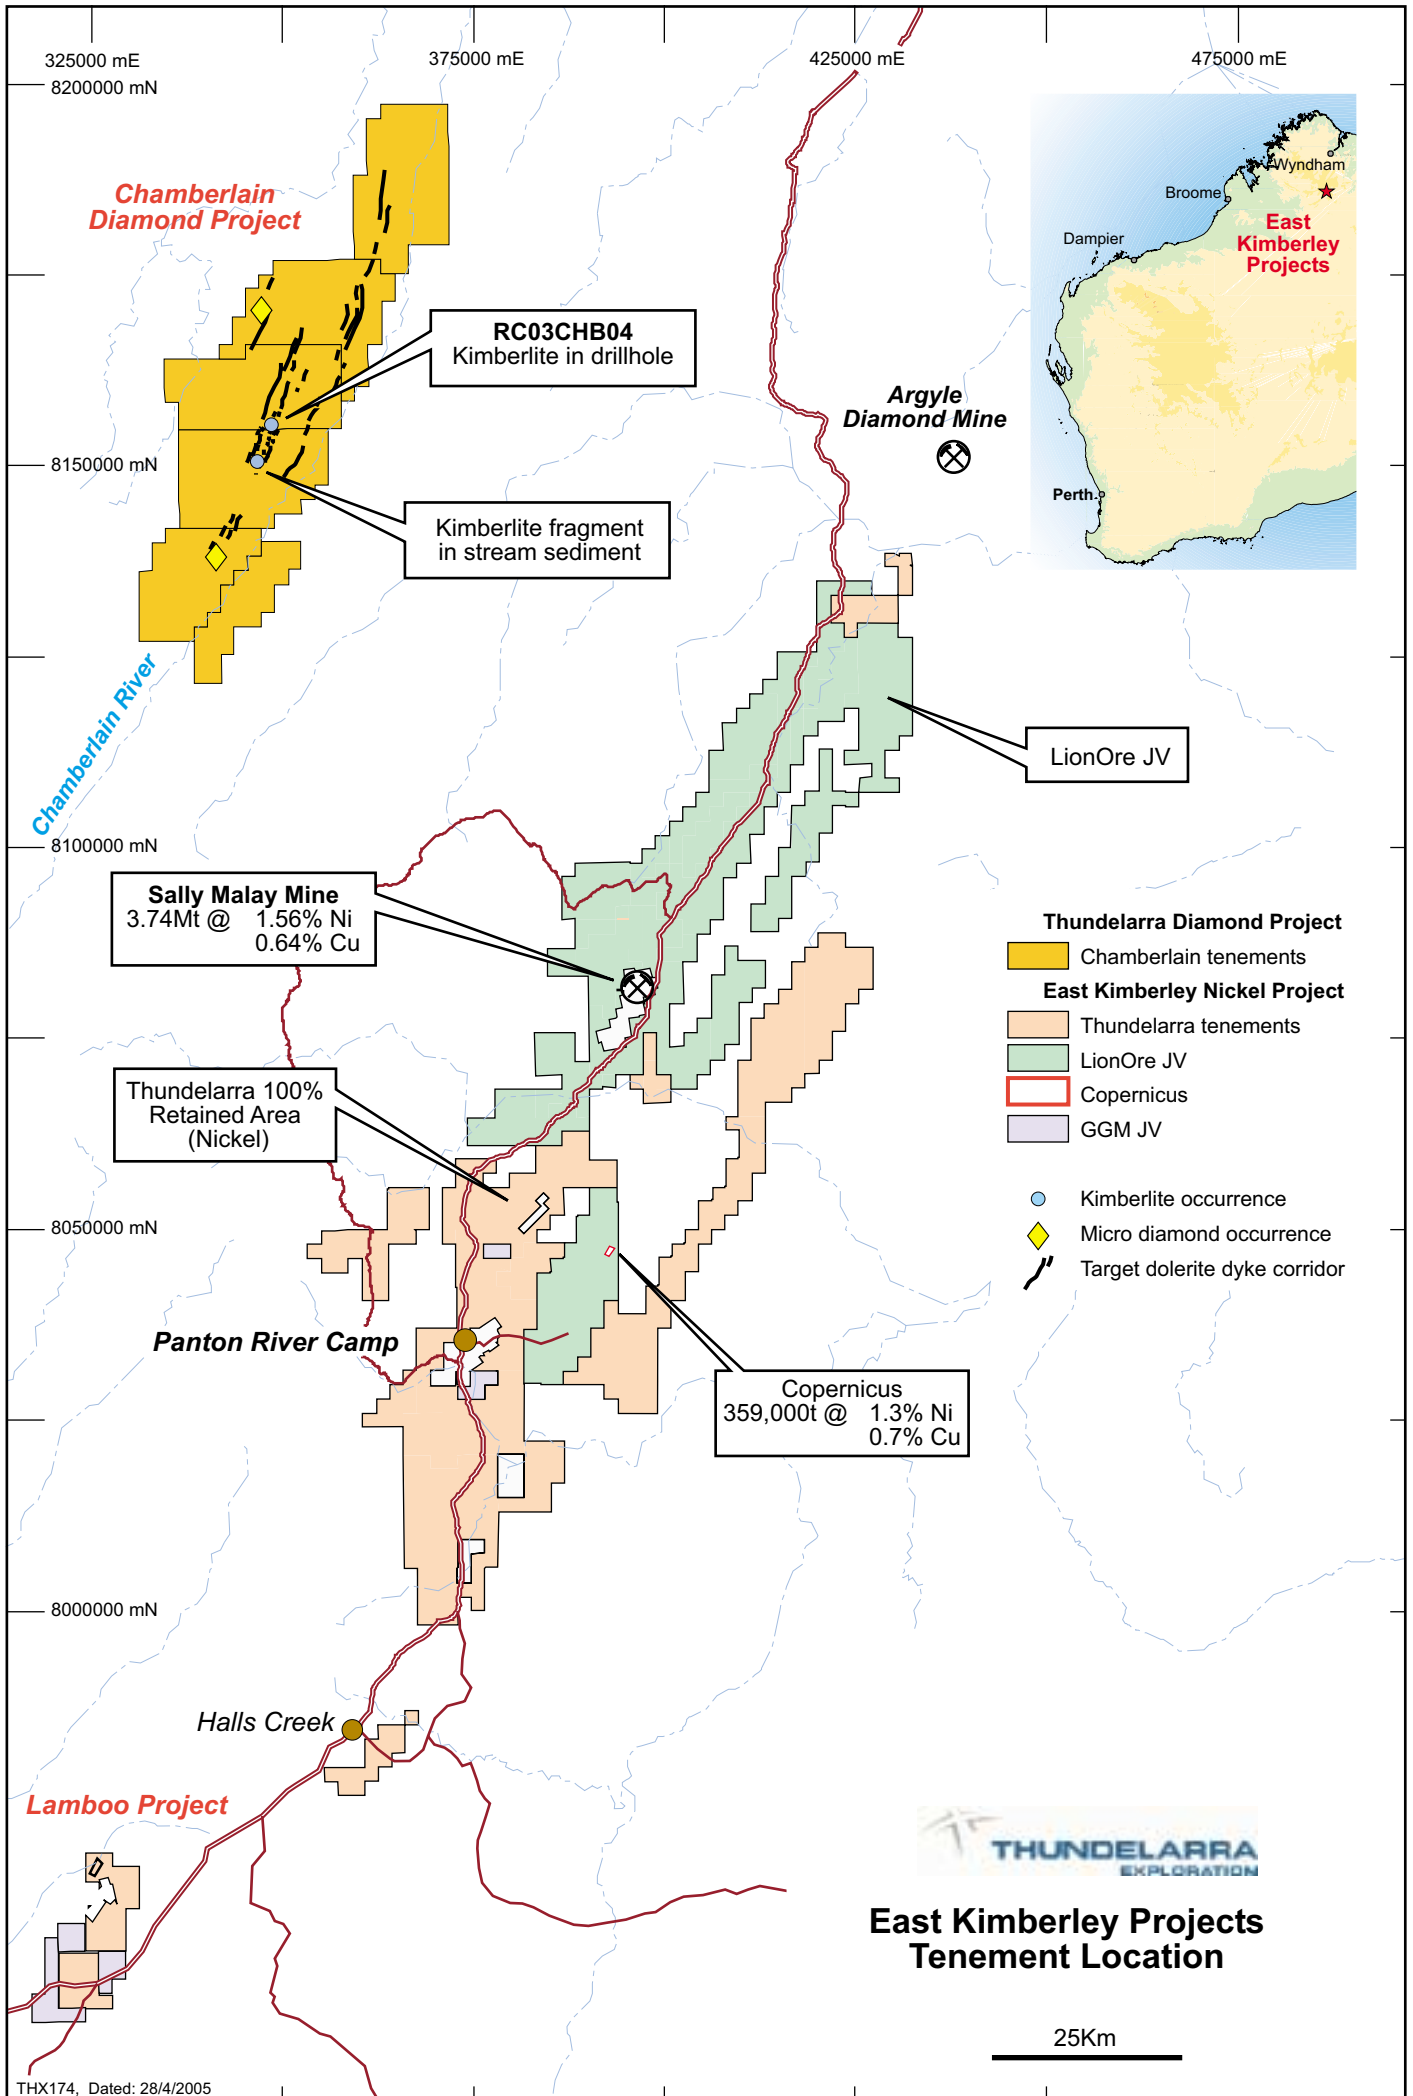 325000 mE
375000 mE
425000 mE
475000 mE
8200000 mN
Chamberlain
Diamond Project
Wyndham
Broome
East
Kimberley
Projects
Dampier
Perth
RC03CHB04
Kimberlite in drillhole
Argyle
Diamond Mine
8150000 mN
Kimberlite fragment
in stream sediment
Chamberlain River
LionOre JV
8100000 mN
Sally Malay Mine
3.74Mt @ 1.56% Ni
0.64% Cu
Thundelarra Diamond Project
Chamberlain tenements
East Kimberley Nickel Project
Thundelarra tenements
LionOre JV
Copernicus
GGM JV
Kimberlite occurrence
Micro diamond occurrence
Target dolerite dyke corridor
Thundelarra 100%
Retained Area
(Nickel)
8050000 mN
Panton River Camp
Copernicus
359,000t @ 1.3% Ni
0.7% Cu
8000000 mN
Halls Creek
Lamboo Project
THUNDELARRA
EXPLORATION
East Kimberley Projects
Tenement Location
25Km
THX174, Dated: 28/4/2005